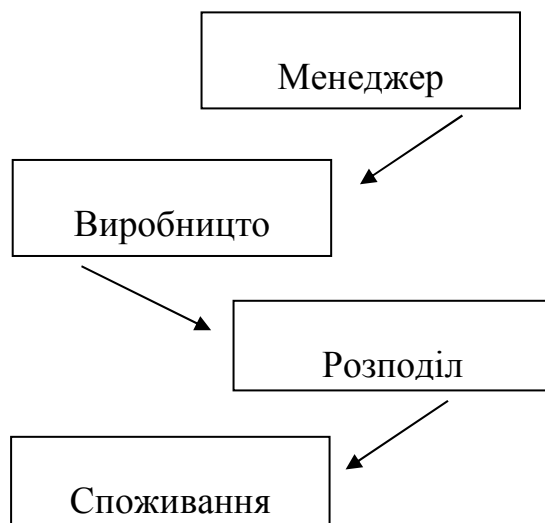 Менеджер
Виробницто
Розподіл
Споживання